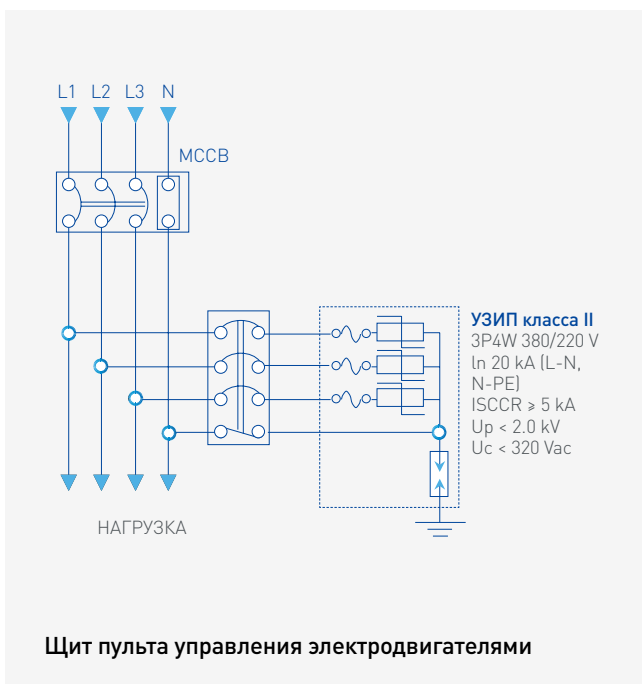 L1 L2 L3 N
MCCB
УЗИП класса II
3P4W 380/220 V
ln 20 kA (L-N,
N-PE)
ISCCR ≥ 5 kA
Up < 2.0 kV
Uc < 320 Vac
НАГРУЗКА
Щит пульта управления электродвигателями